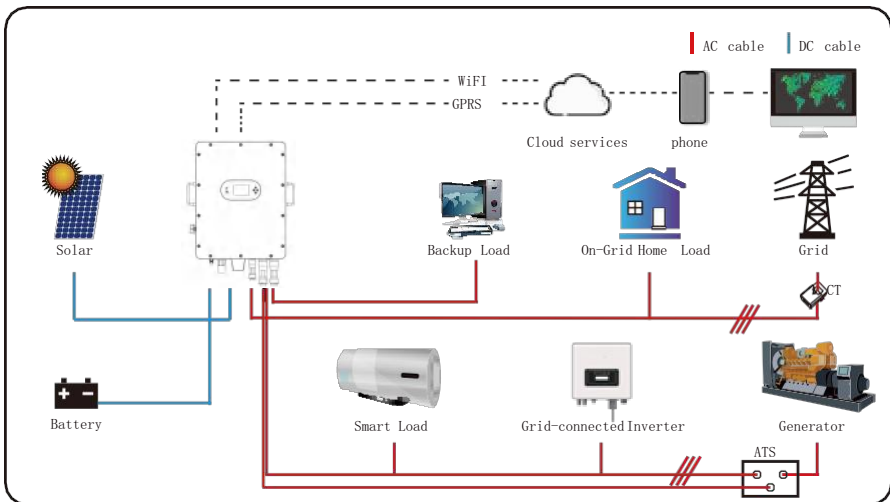 AC cable
DC cable
WiFI
GPRS
Cloud services
phone
Solar
Backup Load
On-Grid Home Load
Grid
CT
Battery
Smart Load
Grid-connected Inverter
Generator
ATS